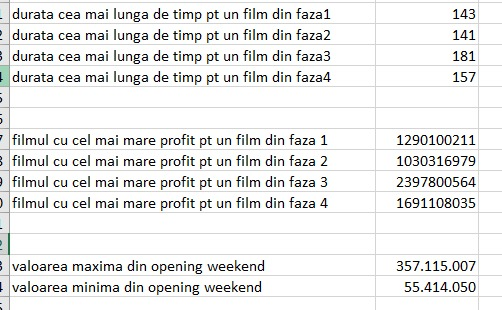 durata cea mai lunga de timp pt un film din faza1 143
durata cea mai lunga de timp pt un film din faza2 141
durata cea mai lunga de timp pt un film din faza3 181
durata cea mai lunga de timp pt un film din faza4 157
filmul cu cel mai mare profit pt un film din faza 1 1290100211
filmul cu cel mai mare profit pt un film din faza 2 1030316979
filmul cu cel mai mare profit pt un film din faza 3 2397800564
filmul cu cel mai mare profit pt un film din faza 4 1691108035
valoarea maxima din opening weekend 357.115.007
valoarea minima din opening weekend 55.414.050